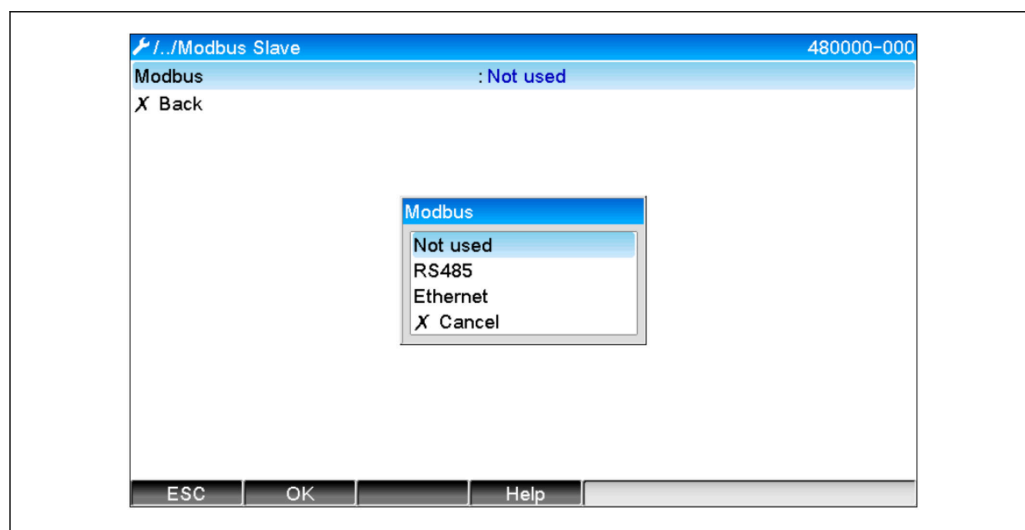 /../Modbus Slave 480000-000
Modbus : Not used
X Back
Modbus
Not used
RS485
Ethernet
X Cancel
ESC OK Help